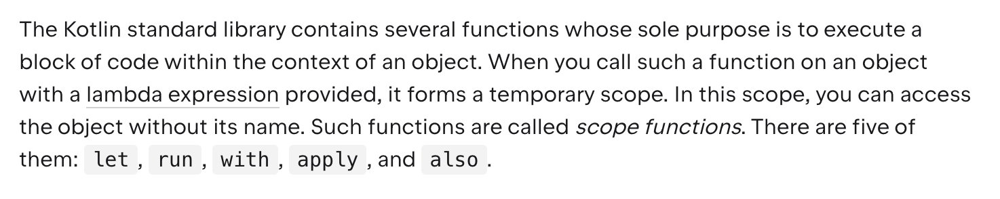 The Kotlin standard library contains several functions whose sole purpose is to execute a
block of code within the context of an object. When you call such a function on an object
with a lambda expression provided, it forms a temporary scope. In this scope, you can access
the object without its name. Such functions are called scope functions. There are five of
them: let, run, with, apply, and also.